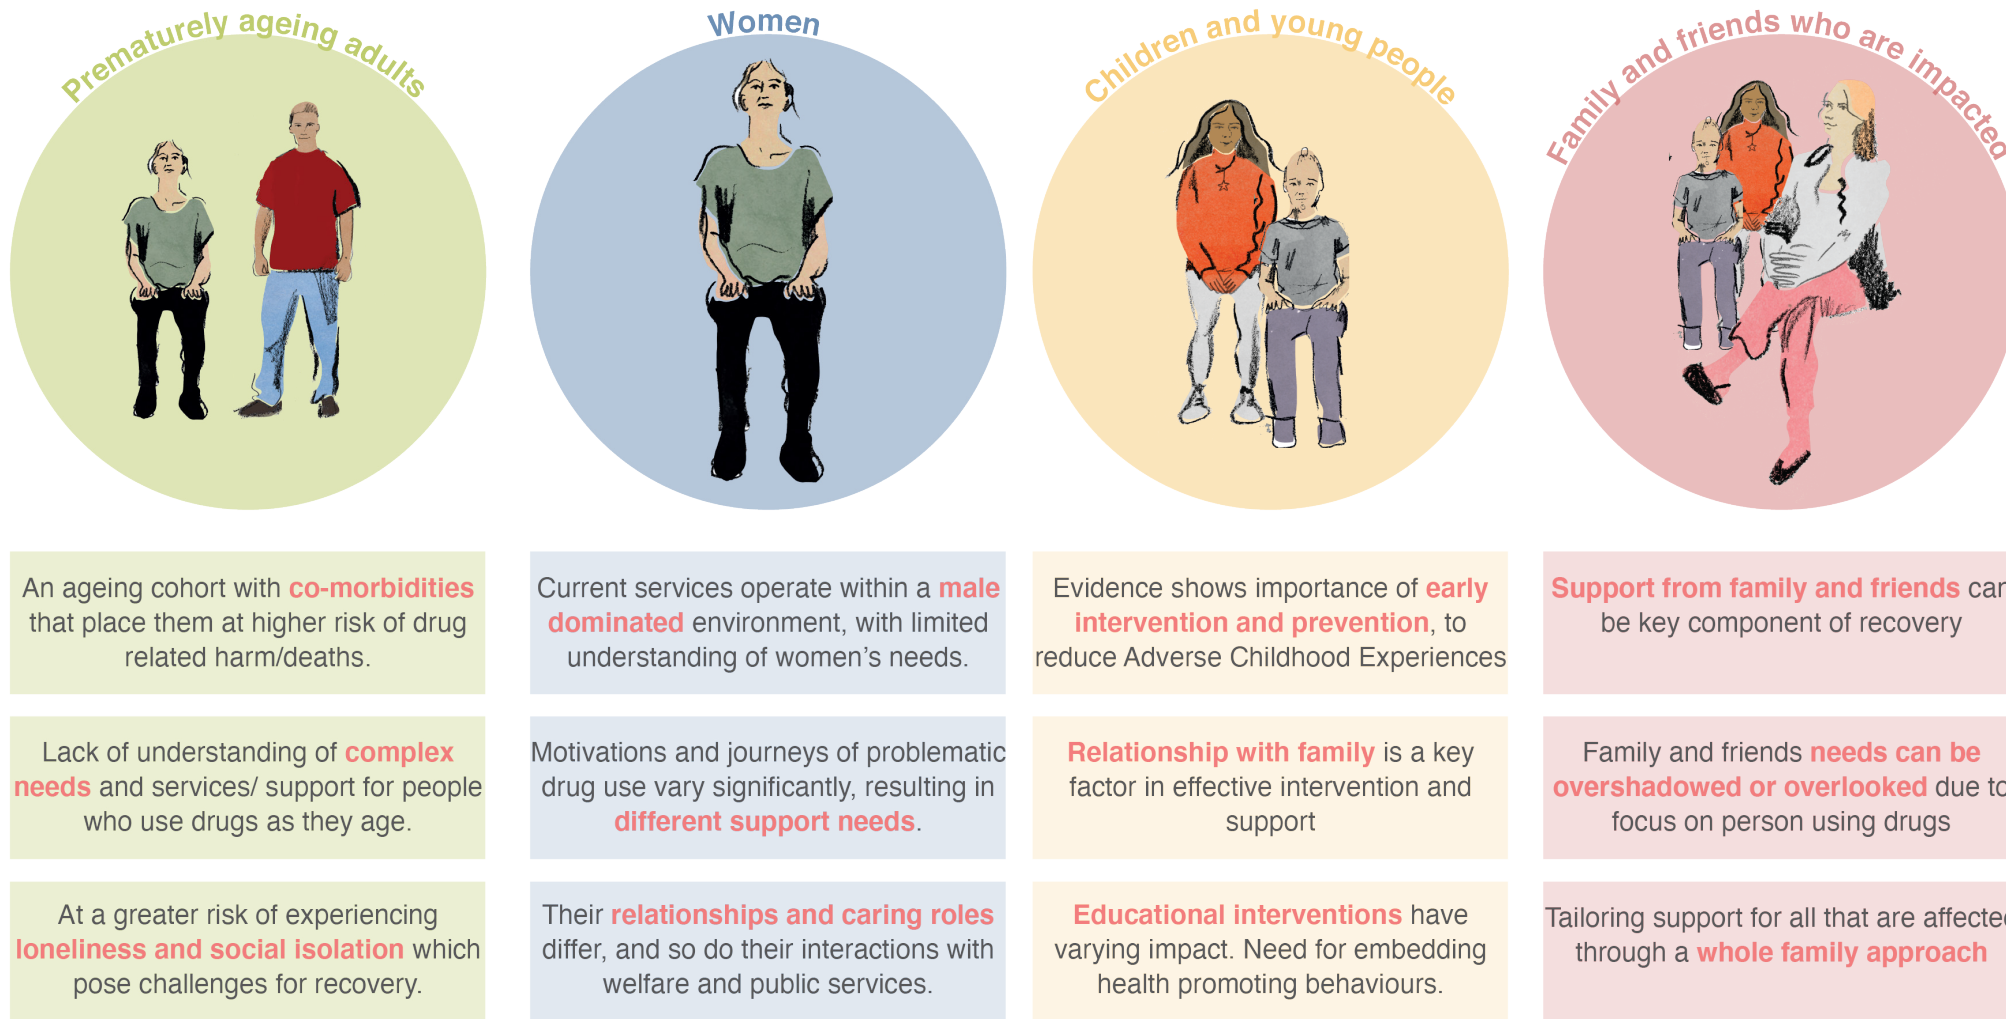 Prematurely ageing adults
An ageing cohort with co-morbidities
that place them at higher risk of drug
related harm/deaths.
Lack of understanding of complex
needs and services/ support for people
who use drugs as they age.
At a greater risk of experiencing
loneliness and social isolation which
pose challenges for recovery.
Women
Current services operate within a male
dominated environment, with limited
understanding of women's needs.
Motivations and journeys of problematic
drug use vary significantly, resulting in
different support needs.
Their relationships and caring roles
differ, and so do their interactions with
welfare and public services.
Children and young people
Evidence shows importance of early
intervention and prevention, to
reduce Adverse Childhood Experiences
Relationship with family is a key
factor in effective intervention and
support
Educational interventions have
varying impact. Need for embedding
health promoting behaviours.
Family and friends who are impacted
Support from family and friends can
be key component of recovery
Family and friends needs can be
overshadowed or overlooked due to
focus on person using drugs
Tailoring support for all that are affected
through a whole family approach